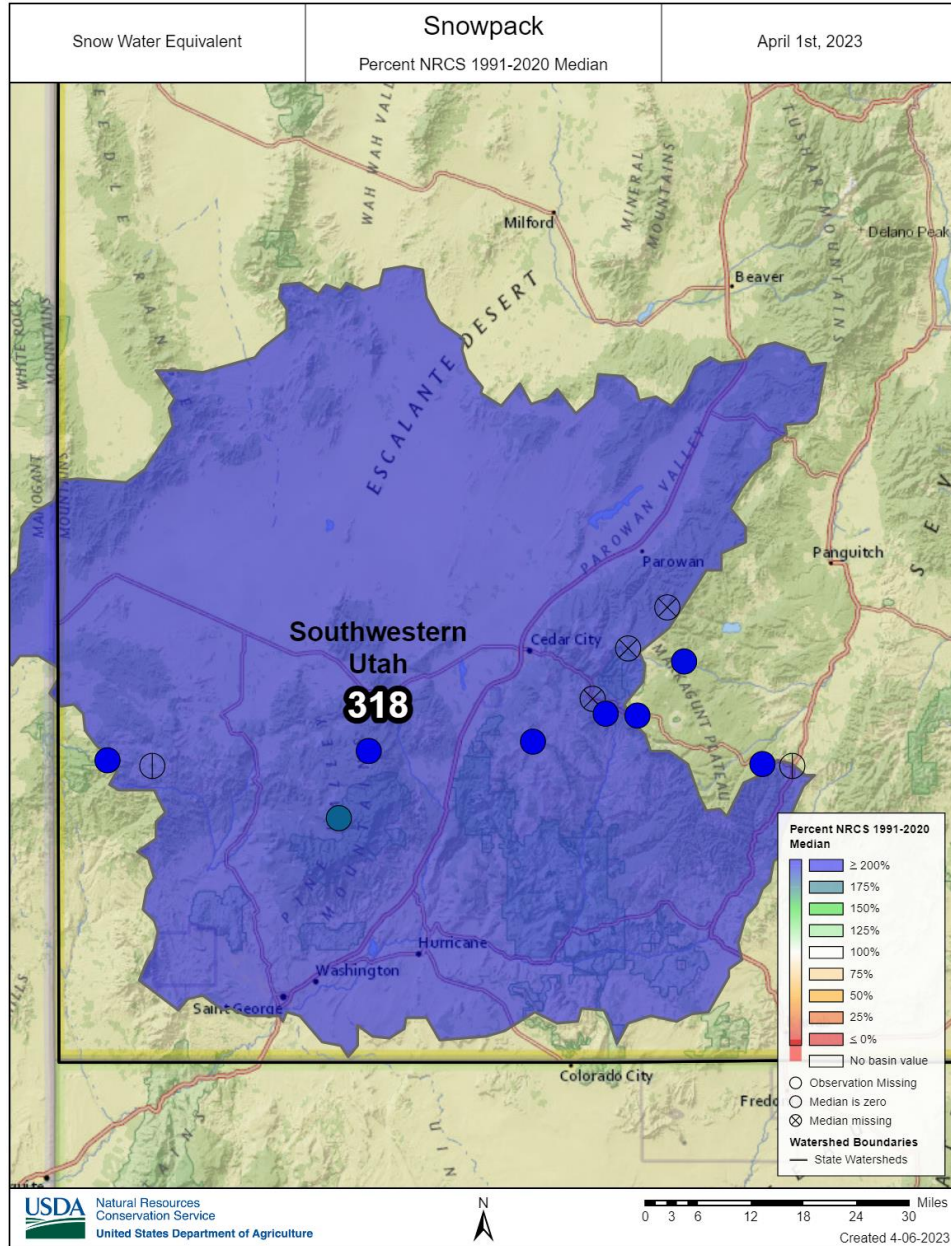 Snow Water Equivalent
Snowpack
Percent NRCS 1991-2020 Median
April 1st, 2023
WAH WAH VALL
MINERAL
MOUNTAINS
TUSHAR
MOUNTAINS
Milford
Delano Peak
Beaver
WHITE ROCK
MOUNTAINS
ESCALANTE DESERT
MOUNTAINS
PAROWAN VALLEY
Parowan
Panguitch
S E V
Southwestern
Utah
318
Cedar City
MARKAGUNT PLATEAU
MOUNTAINS
Hurricane
Washington
Saint George
Colorado City
Fredo
Percent NRCS 1991-2020
Median
≥ 200%
175%
150%
125%
100%
75%
50%
25%
≤ 0%
No basin value
Observation Missing
Median is zero
Median missing
Watershed Boundaries
State Watersheds
USDA
Natural Resources
Conservation Service
United States Department of Agriculture
N
Miles
0 3 6 12 18 24 30
Created 4-06-2023